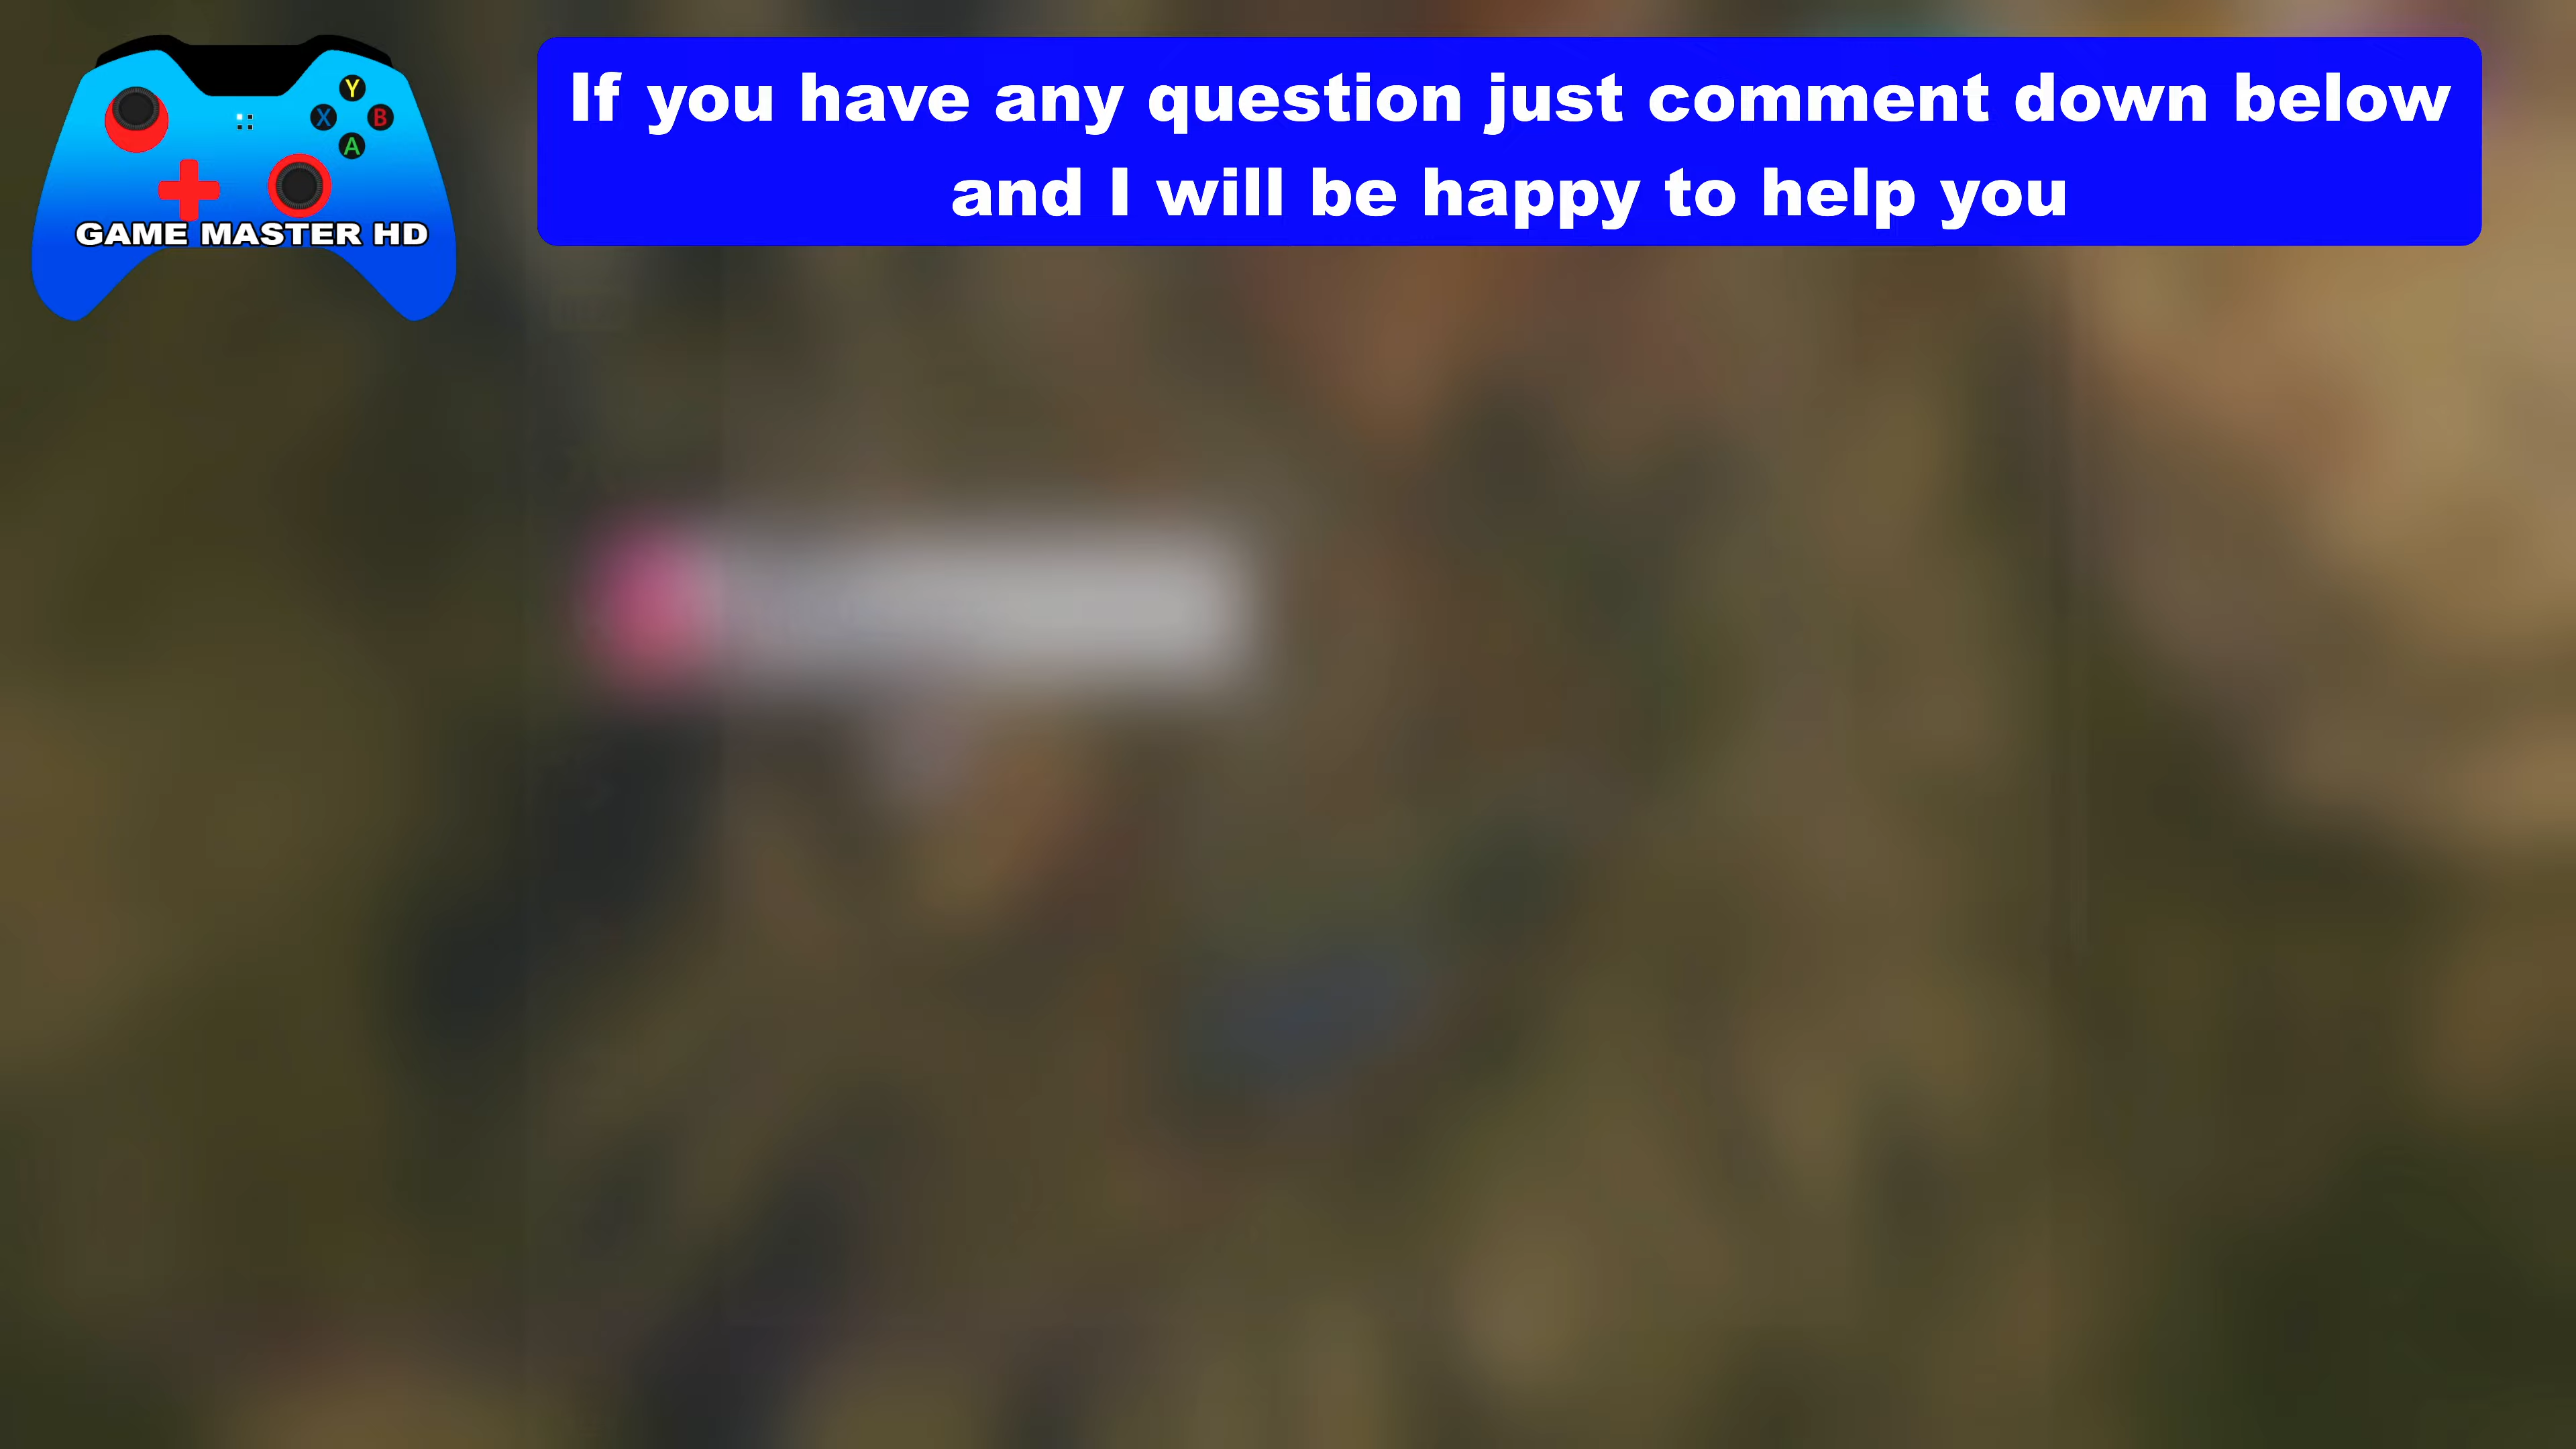 Y
X B
A
GAME MASTER HD
If you have any question just comment down below
and I will be happy to help you